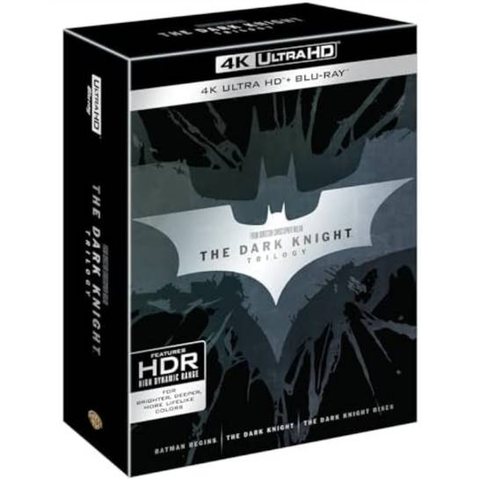 4K ULTRA HD
4K ULTRA HD + BLU-RAY™
ULTRA HD
Blu-ray
THE DARK KNIGHT
TRILOGY
FROM DIRECTOR CHRISTOPHER NOLAN
THE DARK KNIGHT
TRILOGY
FEATURES
HDR
HIGH DYNAMIC RANGE
FOR
BRIGHTER, DEEPER,
MORE LIFELIKE
COLORS
BATMAN BEGINS | THE DARK KNIGHT | THE DARK KNIGHT RISES